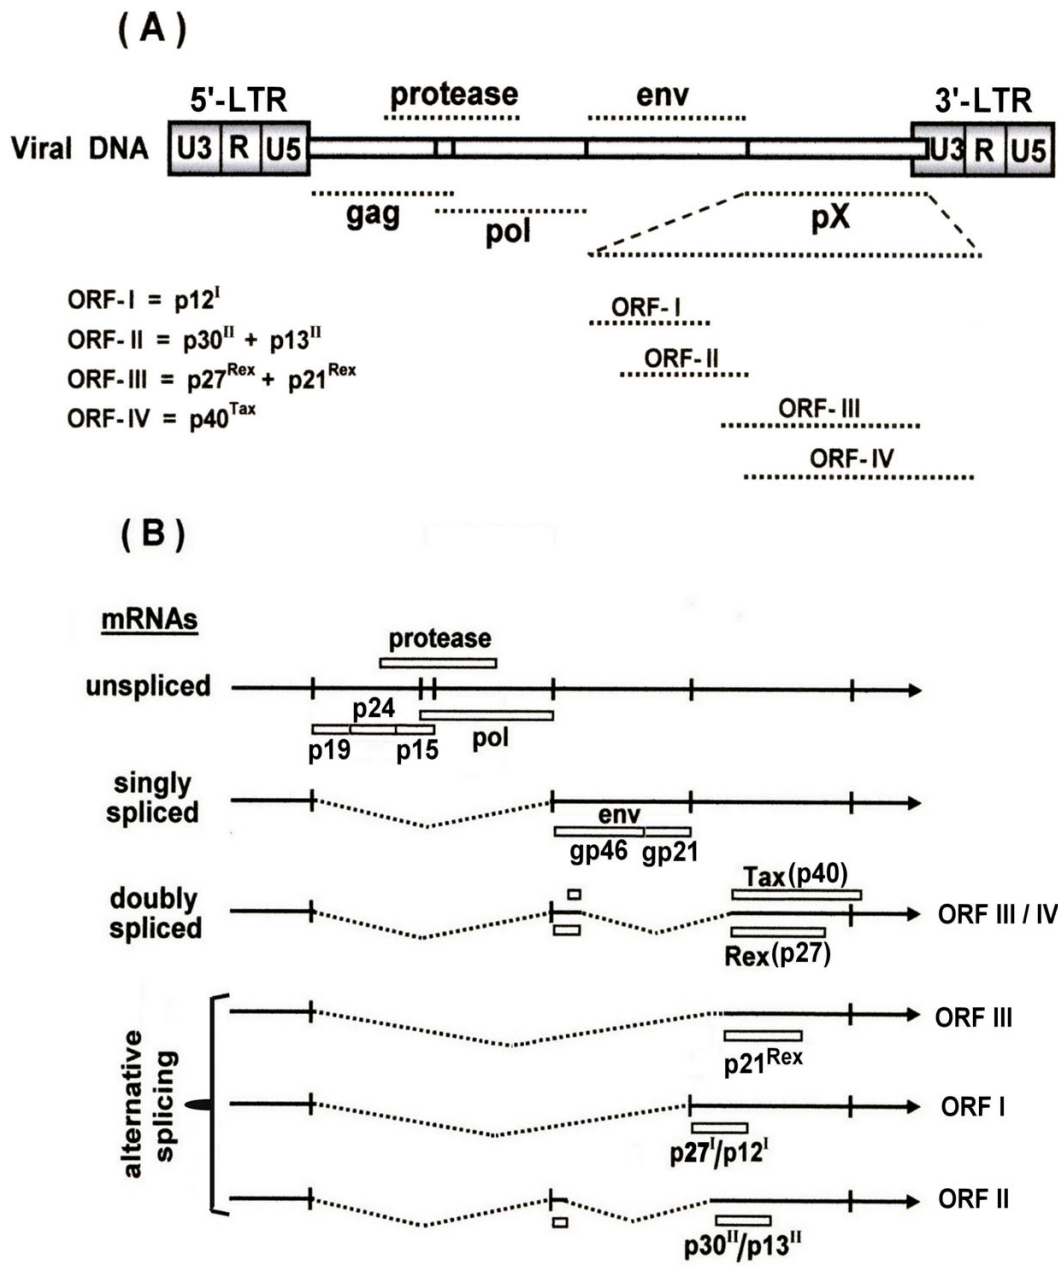 ( A )
5'-LTR
protease
env
3'-LTR
Viral DNA
U3 R U5
U3 R U5
gag
pol
pX
ORF-I = p12ᴵ
ORF-II = p30ᴵᴵ + p13ᴵᴵ
ORF-III = p27ᴿᵉˣ + p21ᴿᵉˣ
ORF-IV = p40ᵀᵃˣ
ORF-I
ORF-II
ORF-III
ORF-IV
( B )
mRNAs
protease
unspliced
p24
p19
p15
pol
singly
spliced
env
gp46 gp21
doubly
spliced
Tax(p40)
ORF III / IV
Rex(p27)
alternative
splicing
ORF III
p21ᴿᵉˣ
ORF I
p27ᴵ/p12ᴵ
ORF II
p30ᴵᴵ/p13ᴵᴵ